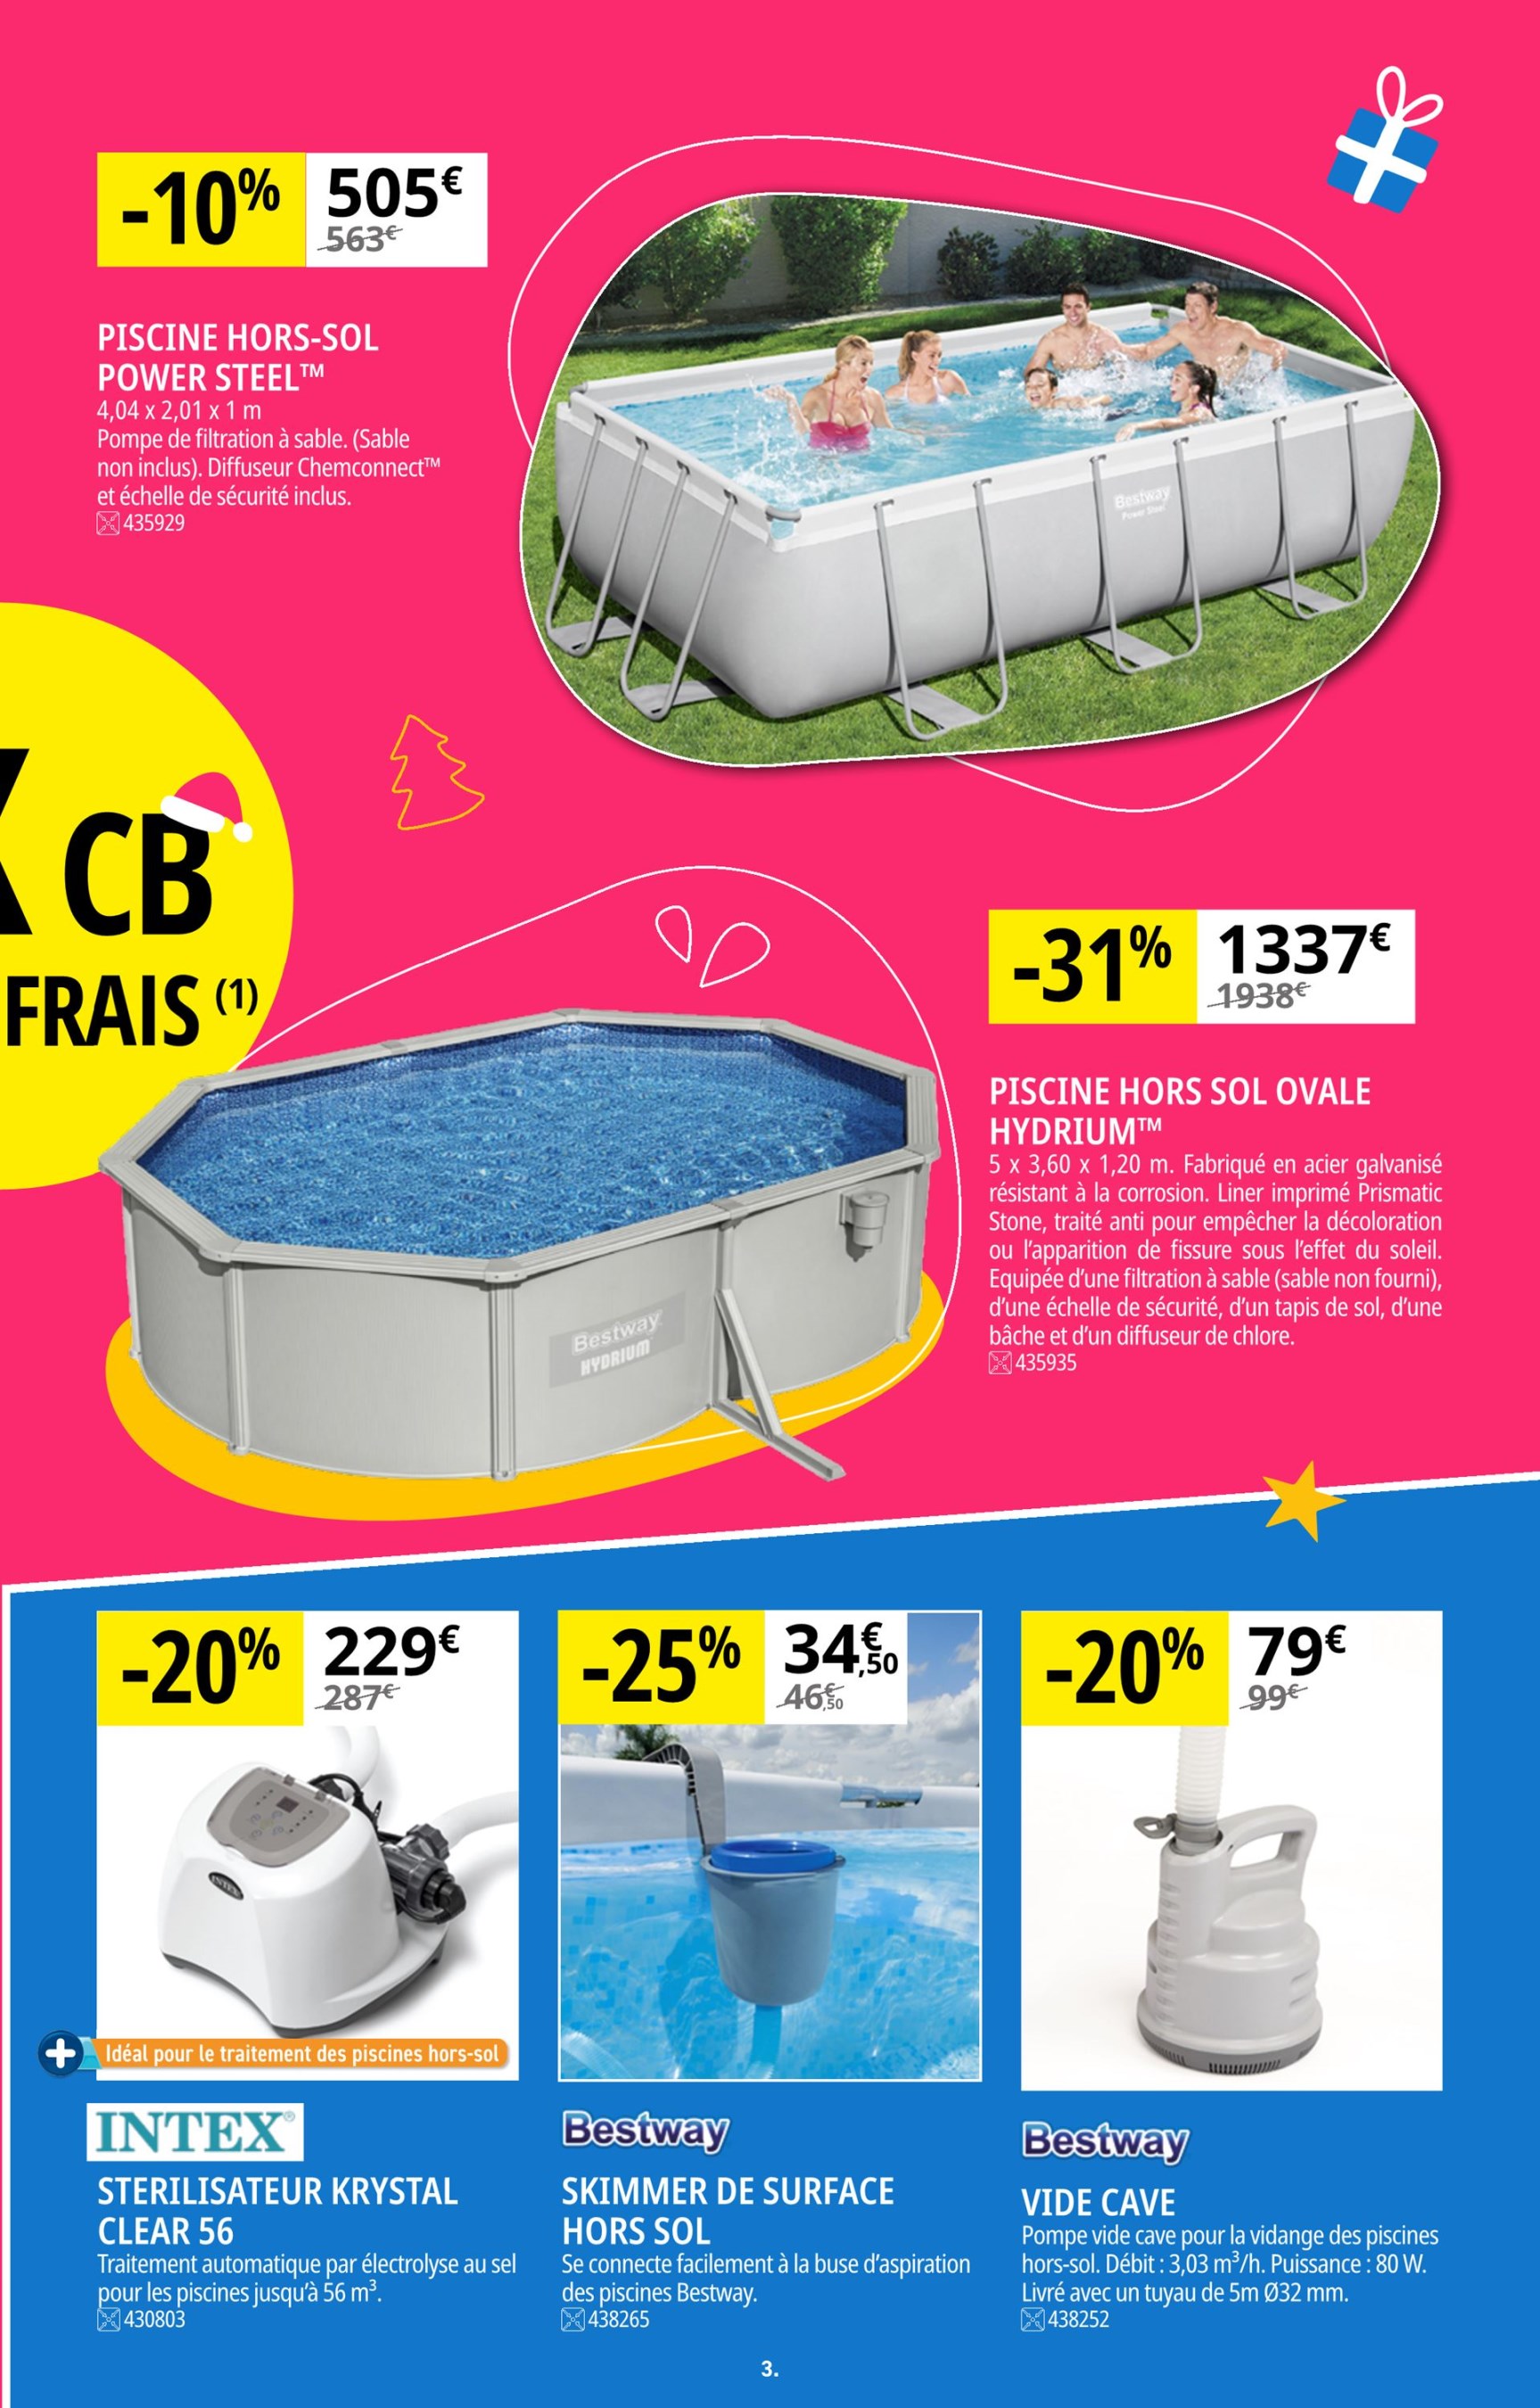 -10%
505€
563€
PISCINE HORS-SOL
POWER STEEL™
4,04 x 2,01 x 1 m
Pompe de filtration à sable. (Sable
non inclus). Diffuseur Chemconnect™
et échelle de sécurité inclus.
435929
Bestway
Power Steel
CB
FRAIS (1)
-31%
1337€
1938€
PISCINE HORS SOL OVALE
HYDRIUM™
5 x 3,60 x 1,20 m. Fabriqué en acier galvanisé
résistant à la corrosion. Liner imprimé Prismatic
Stone, traité anti pour empêcher la décoloration
ou l'apparition de fissure sous l'effet du soleil.
Equipée d'une filtration à sable (sable non fourni),
d'une échelle de sécurité, d'un tapis de sol, d'une
bâche et d'un diffuseur de chlore.
435935
Bestway
HYDRIUM
-20%
229€
287€
INTEX
Idéal pour le traitement des piscines hors-sol
INTEX®
STERILISATEUR KRYSTAL
CLEAR 56
Traitement automatique par électrolyse au sel
pour les piscines jusqu'à 56 m³.
430803
-25%
34€,50
46€,50
Bestway
SKIMMER DE SURFACE
HORS SOL
Se connecte facilement à la buse d'aspiration
des piscines Bestway.
438265
-20%
79€
99€
Bestway
VIDE CAVE
Pompe vide cave pour la vidange des piscines
hors-sol. Débit : 3,03 m³/h. Puissance : 80 W.
Livré avec un tuyau de 5m Ø32 mm.
438252
3.